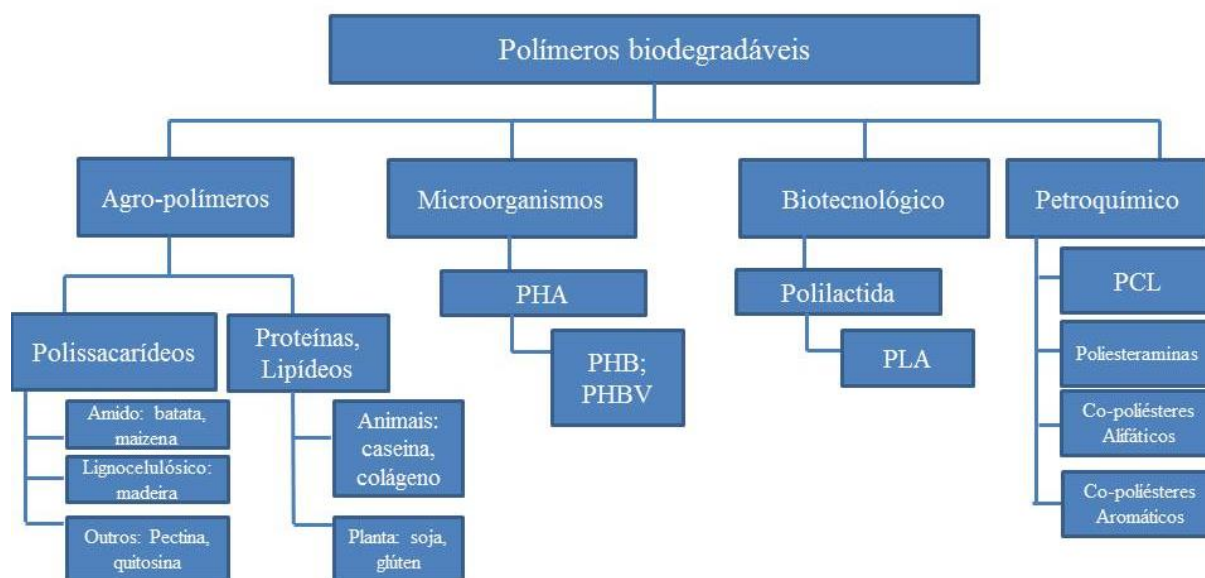 Polímeros biodegradáveis
Agro-polímeros
Microorganismos
Biotecnológico
Petroquímico
Polissacarídeos
Proteínas,
Lipídeos
PHA
Polilactida
PCL
Amido: batata,
maizena
Lignocelulósico:
madeira
Outros: Pectina,
quitosina
Animais:
caseina,
colágeno
Planta: soja,
glúten
PHB;
PHBV
PLA
Poliesteraminas
Co-poliésteres
Alifáticos
Co-poliésteres
Aromáticos